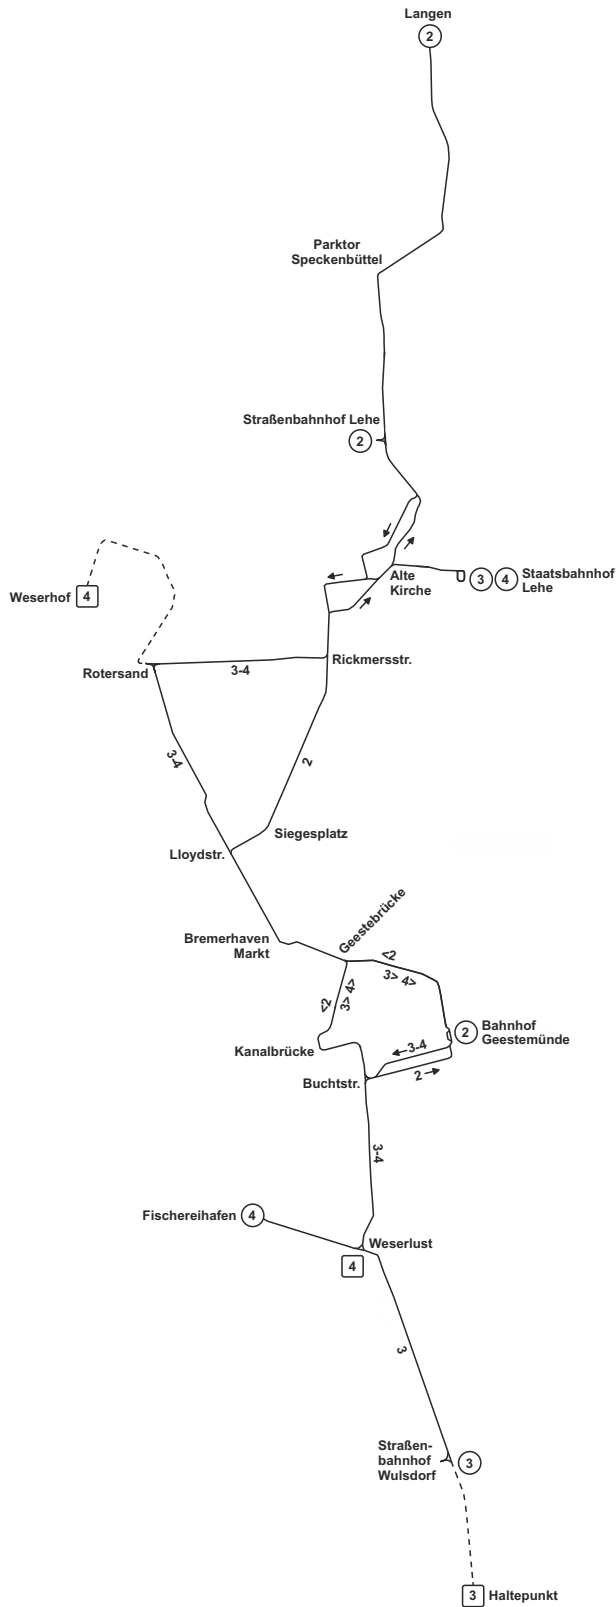 Langen
2
Parktor
Speckenbüttel
Straßenbahnhof Lehe
2
Alte
Kirche
3 4 Staatsbahnhof
Lehe
Weserhof 4
Rickmersstr.
Rotersand
3-4
3-4
2
Siegesplatz
Lloydstr.
Geestebrücke
Bremerhaven
Markt
<2
3> 4>
<2
3> 4>
2 Bahnhof
Geestemünde
3-4
Kanalbrücke
2
Buchtstr.
3-4
Fischereihafen 4
Weserlust
4
3
Straßen-
bahnhof
Wulsdorf
3
3 Haltepunkt